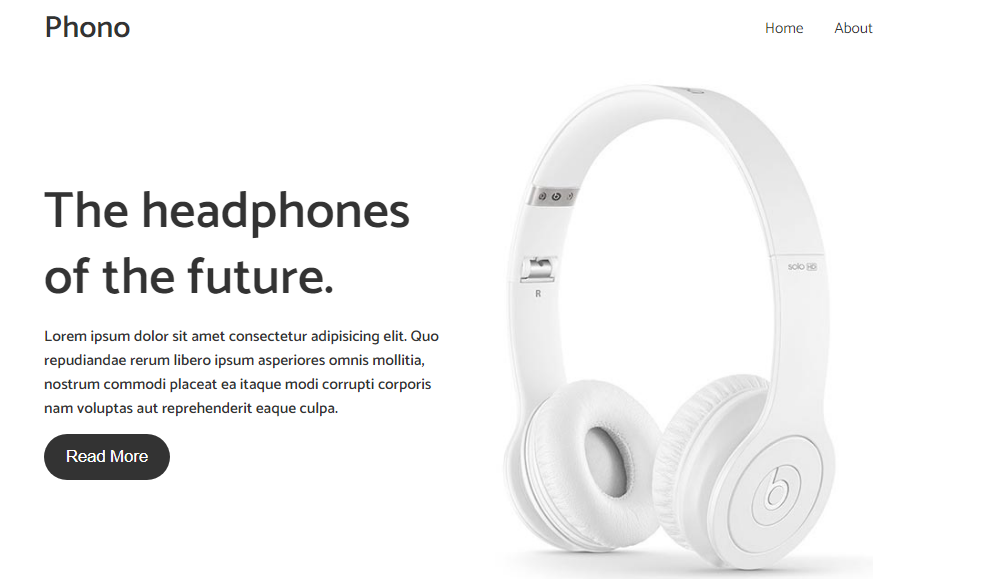 Phono
Home About
The headphones
of the future.
solo HD
R
Lorem ipsum dolor sit amet consectetur adipisicing elit. Quo
repudiandae rerum libero ipsum asperiores omnis mollitia,
nostrum commodi placeat ea itaque modi corrupti corporis
nam voluptas aut reprehenderit eaque culpa.
Read More
b